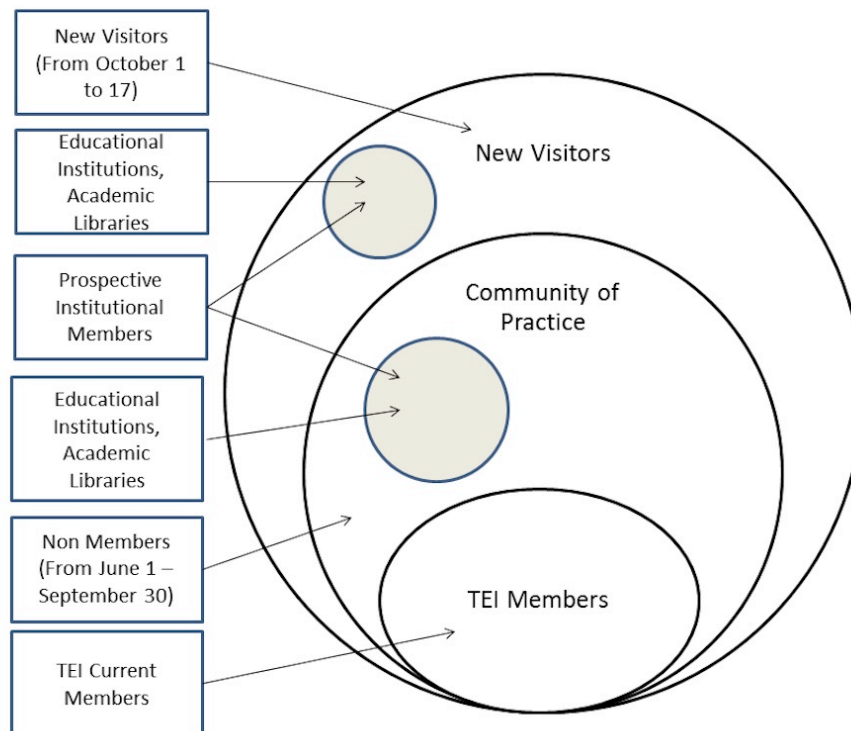 New Visitors
(From October 1
to 17)
Educational
Institutions,
Academic
Libraries
Prospective
Institutional
Members
Educational
Institutions,
Academic
Libraries
Non Members
(From June 1 –
September 30)
TEI Current
Members
New Visitors
Community of
Practice
TEI Members